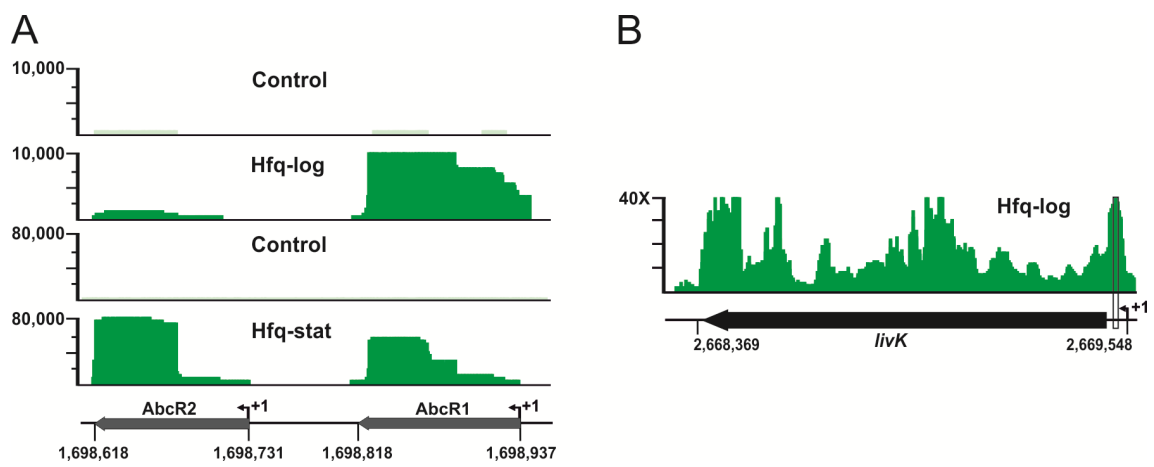 A
10,000
Control
10,000
Hfq-log
80,000
Control
80,000
Hfq-stat
AbcR2
+1
AbcR1
+1
1,698,618
1,698,731
1,698,818
1,698,937
B
40X
Hfq-log
+1
livK
2,668,369
2,669,548